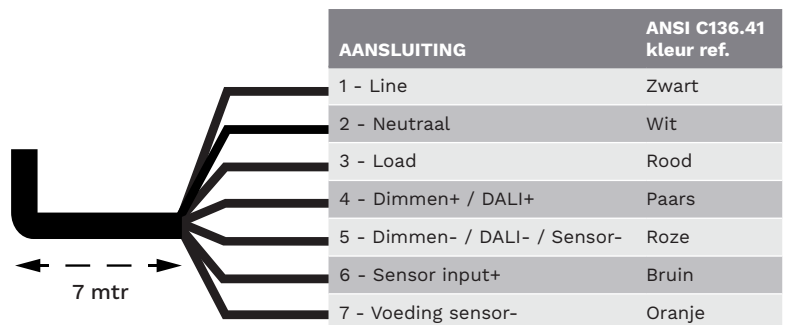 AANSLUITING ANSI C136.41 kleur ref.
1 - Line Zwart
2 - Neutraal Wit
3 - Load Rood
4 - Dimmen+ / DALI+ Paars
5 - Dimmen- / DALI- / Sensor- Roze
6 - Sensor input+ Bruin
7 - Voeding sensor- Oranje
7 mtr